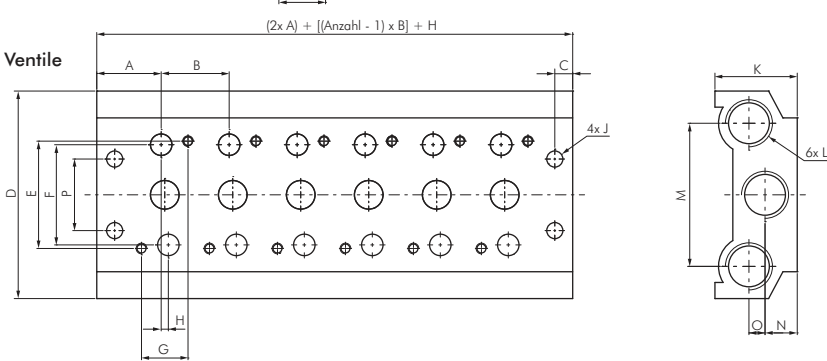 (2x A) + [(Anzahl - 1) x B] + H
Ventile
A
B
C
K
4x J
6x L
D
E
F
P
M
H
G
O
N